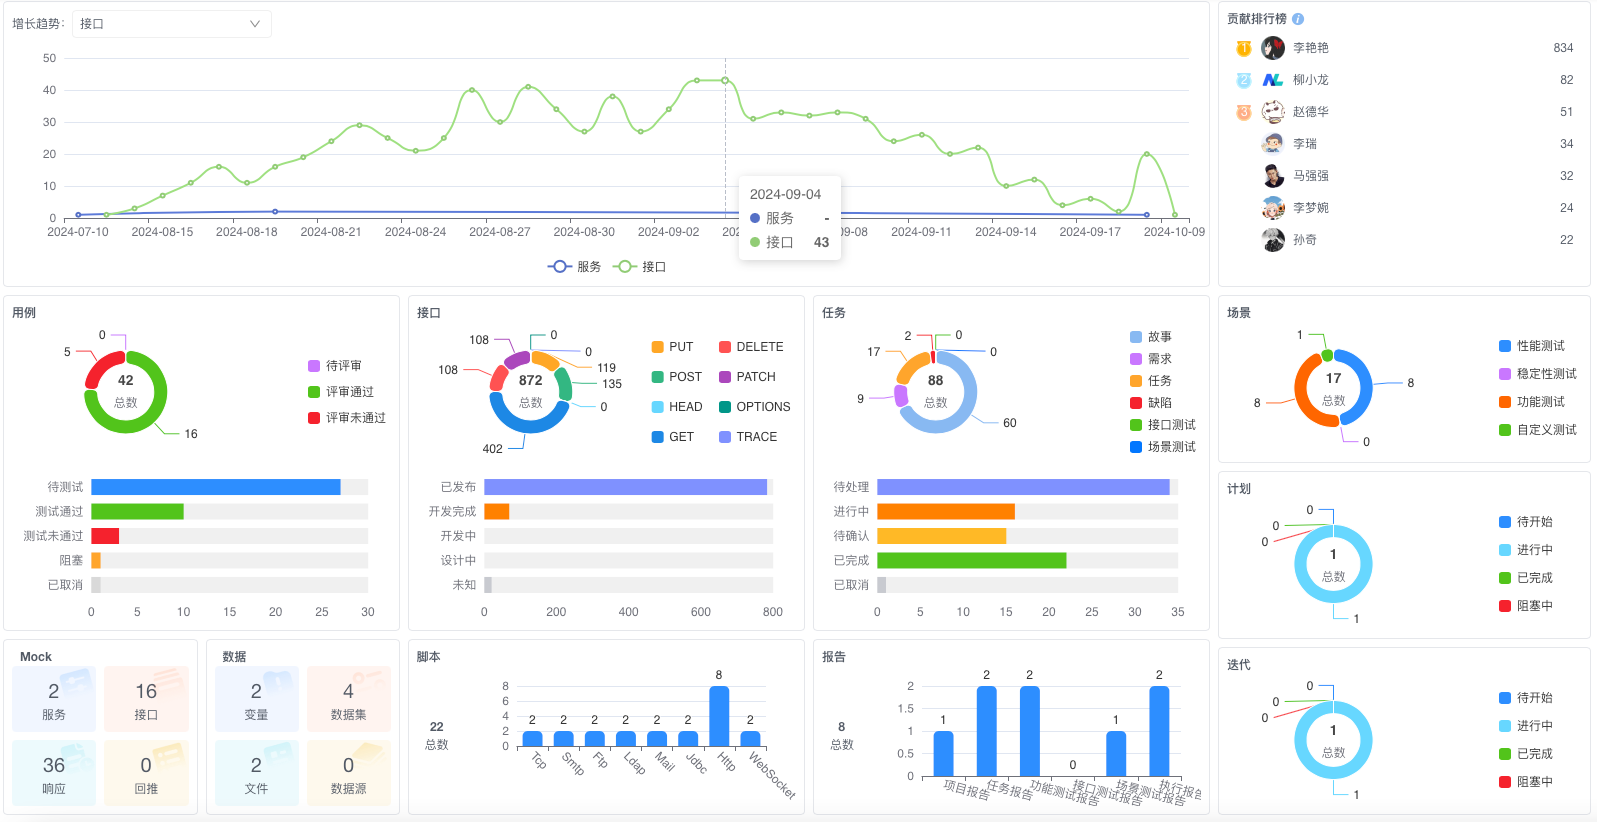 增长趋势: 接口
50
40
30
20
10
0
2024-07-10 2024-08-15 2024-08-18 2024-08-21 2024-08-24 2024-08-27 2024-08-30 2024-09-02 202 09-08 2024-09-11 2024-09-14 2024-09-17 2024-10-09
2024-09-04
服务 -
接口 43
服务 接口
贡献排行榜 i
1 李艳艳 834
2 柳小龙 82
3 赵德华 51
李瑞 34
马强强 32
李梦婉 24
孙奇 22
用例
0
5
42
总数
16
待评审
评审通过
评审未通过
待测试
测试通过
测试未通过
阻塞
已取消
0 5 10 15 20 25 30
接口
108
108
872
总数
402
0
0
119
135
0
PUT DELETE
POST PATCH
HEAD OPTIONS
GET TRACE
已发布
开发完成
开发中
设计中
未知
0 200 400 600 800
任务
2
17
9
88
总数
0
0
60
故事
需求
任务
缺陷
接口测试
场景测试
待处理
进行中
待确认
已完成
已取消
0 5 10 15 20 25 30 35
场景
1
8
17
总数
8
0
性能测试
稳定性测试
功能测试
自定义测试
计划
0
0
0
1
总数
1
待开始
进行中
已完成
阻塞中
Mock
2 16
服务 接口
36 0
响应 回推
数据
2 4
变量 数据集
2 0
文件 数据源
脚本
22
总数
8
6
4
2
0
2 2 2 2 2 2 8 2
Tcp Smtp Ftp Ldap Mail Jdbc Http WebSocket
报告
8
总数
2
1.5
1
0.5
0
1 2 2 0 1 2
项目报告 任务报告 功能测试报告 接口测试报告 场景测试报告 执行报告
迭代
0
0
0
1
总数
1
待开始
进行中
已完成
阻塞中